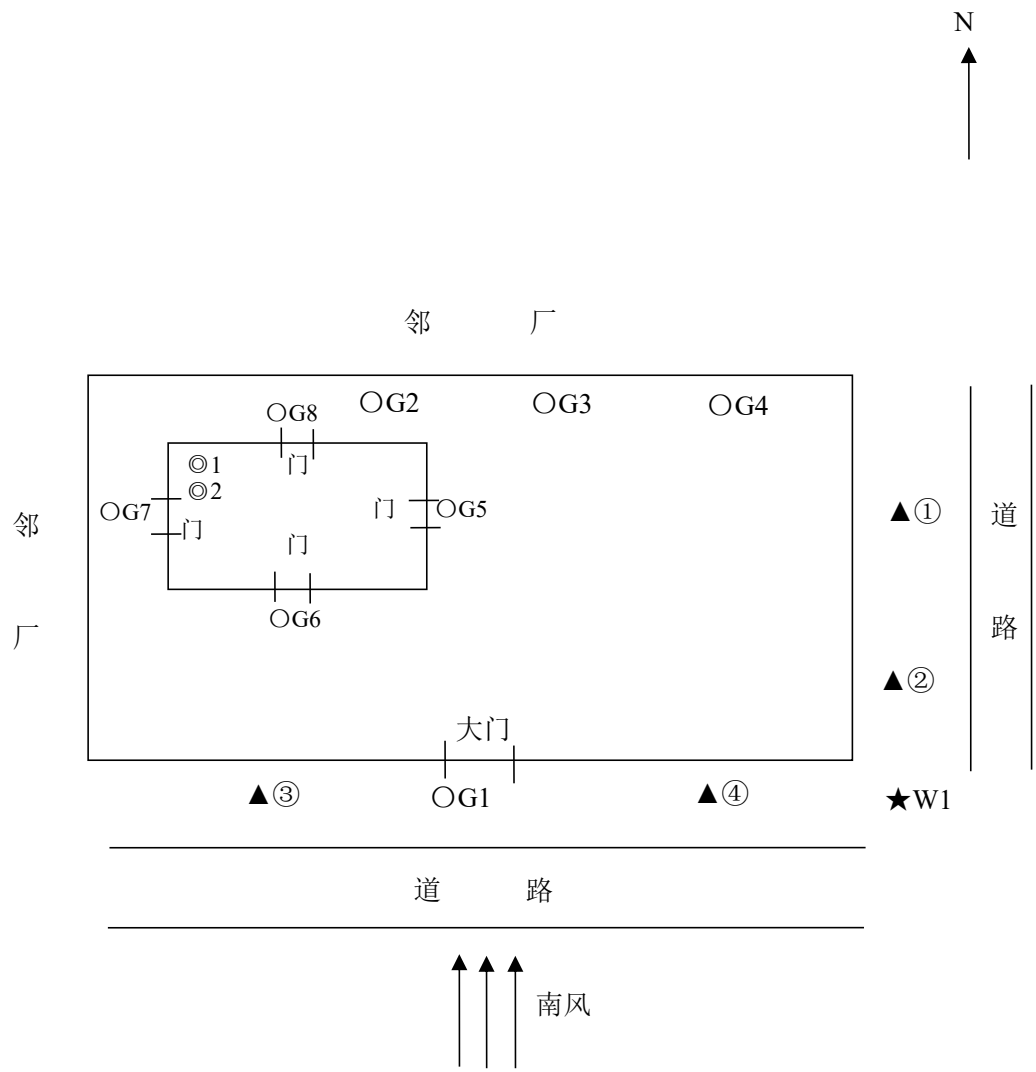 N
邻 厂
○G2 ○G3 ○G4
○G8
◎1 门
◎2
○G7 门 ○G5 ▲①
门
邻 厂
道 路
门
○G6
▲②
大门
▲③ ○G1 ▲④ ★W1
道 路
南风